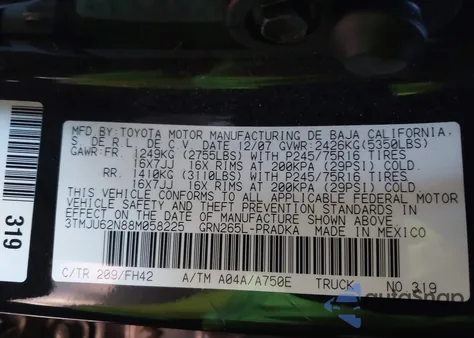 319
MFD BY: TOYOTA MOTOR MANUFACTURING DE BAJA CALIFORNIA.
S. DE R.L. DE C.V. DATE 12/07 GVWR: 2426KG(5350LBS)
GAWR:FR. 1249KG (2755LBS) WITH P245/75R16 TIRES
16X7JJ 16X RIMS AT 200KPA (29PSI) COLD
RR. 1410KG (3110LBS) WITH P245/75R16 TIRES
16X7JJ 16X RIMS AT 200KPA (29PSI) COLD
THIS VEHICLE CONFORMS TO ALL APPLICABLE FEDERAL MOTOR
VEHICLE SAFETY AND THEFT PREVENTION STANDARDS IN
EFFECT ON THE DATE OF MANUFACTURE SHOWN ABOVE.
3TMJU62N88M058225 GRN265L-PRADKA MADE IN MEXICO
C/TR 209/FH42 A/TM A04A/A750E TRUCK NO 319
autoshop